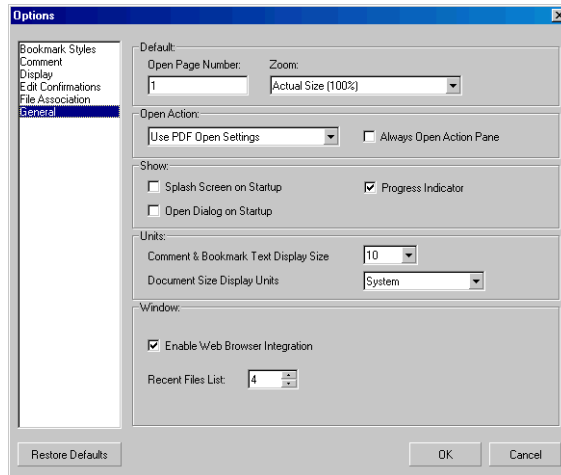 Options
Bookmark Styles
Comment
Display
Edit Confirmations
File Association
General
Default:
Open Page Number: Zoom:
1 Actual Size (100%)
Open Action:
Use PDF Open Settings Always Open Action Pane
Show:
Splash Screen on Startup Progress Indicator
Open Dialog on Startup
Units:
Comment & Bookmark Text Display Size 10
Document Size Display Units System
Window:
Enable Web Browser Integration
Recent Files List: 4
Restore Defaults OK Cancel